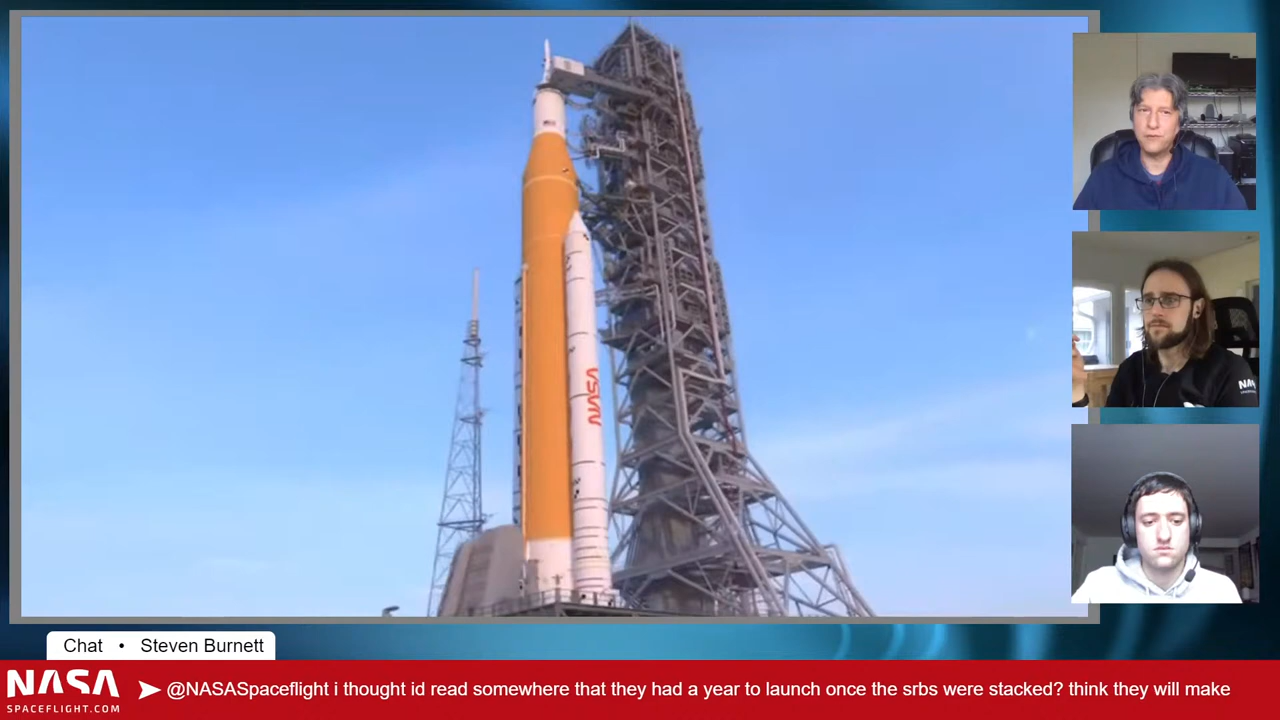 NASA
NAS
Chat • Steven Burnett
NASA
SPACEFLIGHT.COM
@NASASpaceflight i thought id read somewhere that they had a year to launch once the srbs were stacked? think they will make